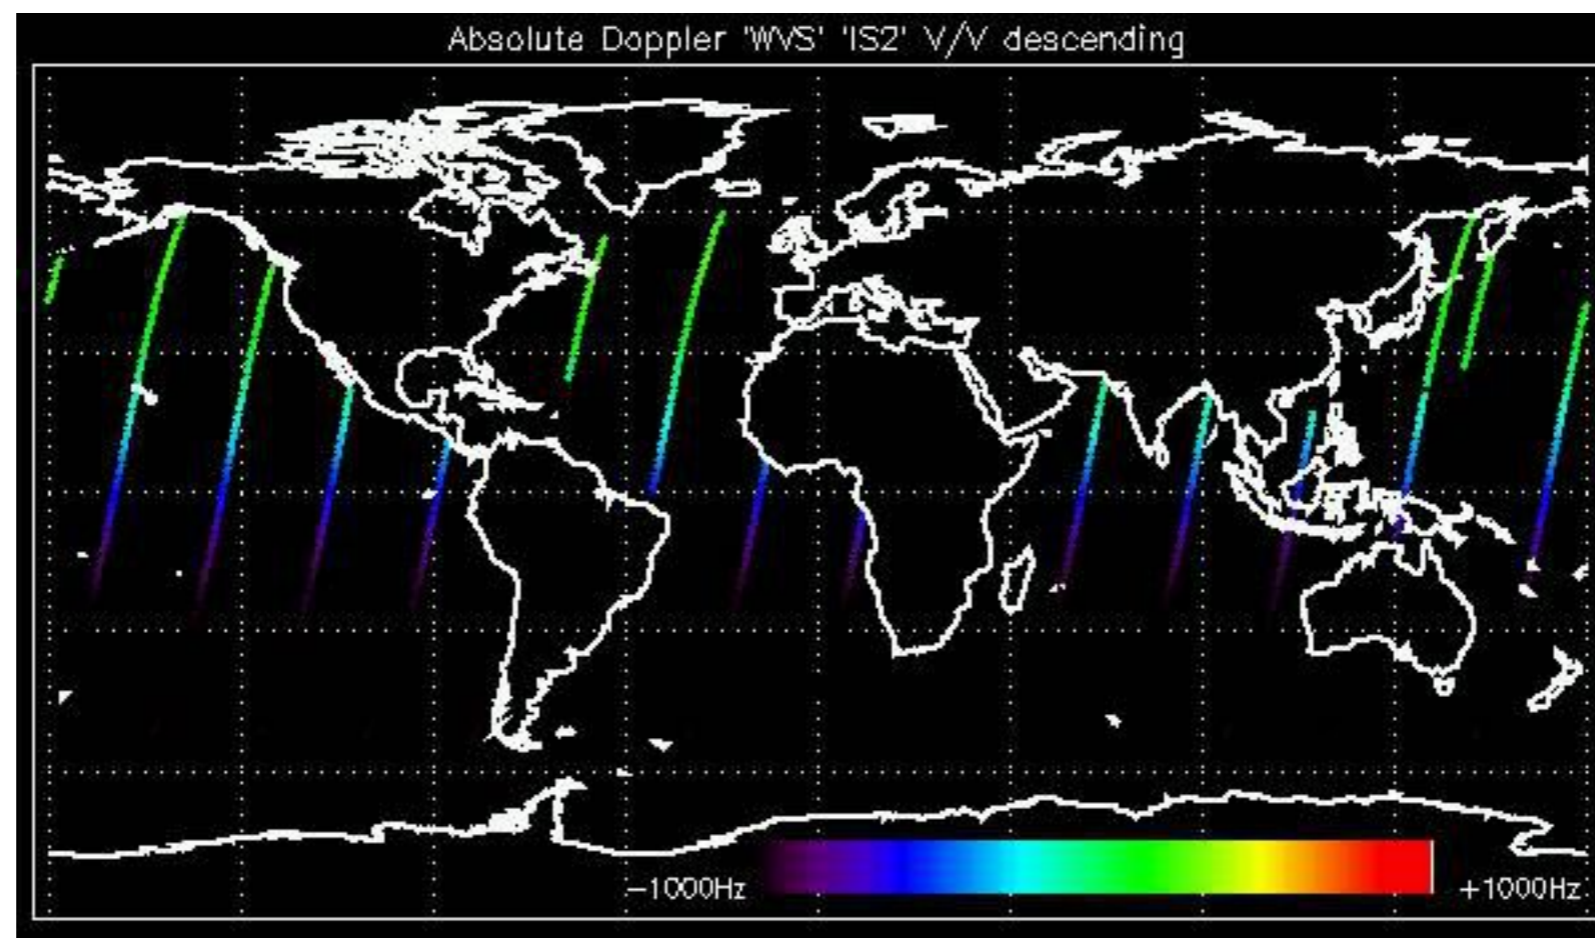 Absolute Doppler 'WVS' 'IS2' V/V descending
−1000Hz +1000Hz